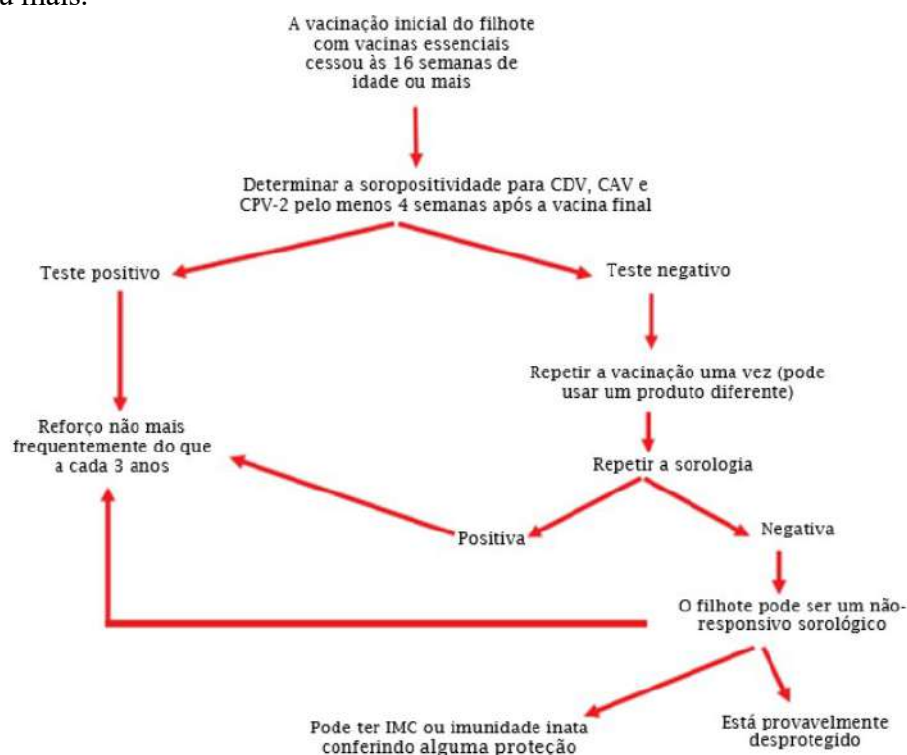 A vacinação inicial do filhote
com vacinas essenciais
cessou às 16 semanas de
idade ou mais
Determinar a soropositividade para CDV, CAV e
CPV-2 pelo menos 4 semanas após a vacina final
Teste positivo
Teste negativo
Repetir a vacinação uma vez (pode
usar um produto diferente)
Reforço não mais
frequentemente do que
a cada 3 anos
Repetir a sorologia
Positiva
Negativa
O filhote pode ser um não-
responsivo sorológico
Pode ter IMC ou imunidade inata
conferindo alguma proteção
Está provavelmente
desprotegido